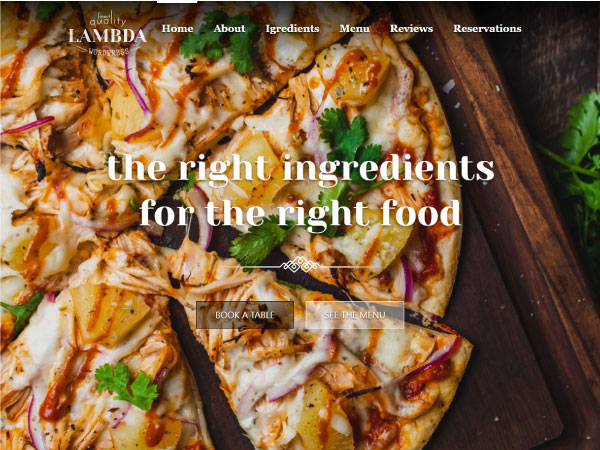 finest
quality
LAMBDA
WORDPRESS
Home About Igredients Menu Reviews Reservations
the right ingredients
for the right food
BOOK A TABLE SEE THE MENU